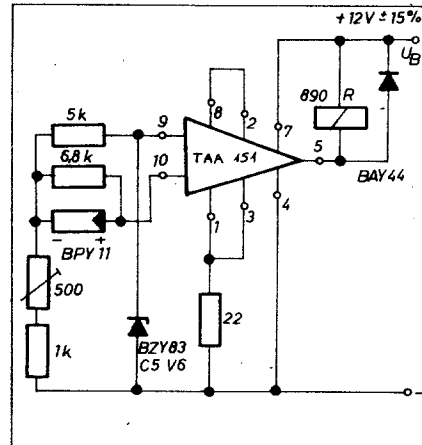 +12V ±15%
U_B
8
2
7
890 R
5k
9
6,8k
10
TAA 151
5
BAY44
- +
BPY 11
1
3
4
500
22
1k
BZY83
C5 V6
-